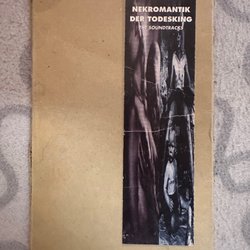 NEKROMANTIK
DER TODESKING
THE SOUNDTRACKS